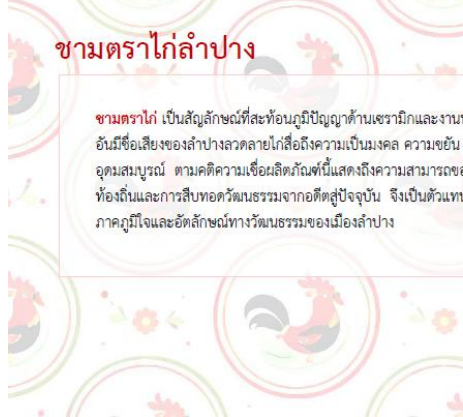 ชามตราไก่ลำปาง
ชามตราไก่ เป็นสัญลักษณ์ที่สะท้อนภูมิปัญญาด้านเซรามิกและงาน
อันมีชื่อเสียงของลำปางลวดลายไก่สื่อถึงความเป็นมงคล ความขยัน
อุดมสมบูรณ์ ตามคติความเชื่อผลิตภัณฑ์นี้แสดงถึงความสามารถ
ท้องถิ่นและการสืบทอดวัฒนธรรมจากอดีตสู่ปัจจุบัน จึงเป็นตัวแทน
ภาคภูมิใจและอัตลักษณ์ทางวัฒนธรรมของเมืองลำปาง